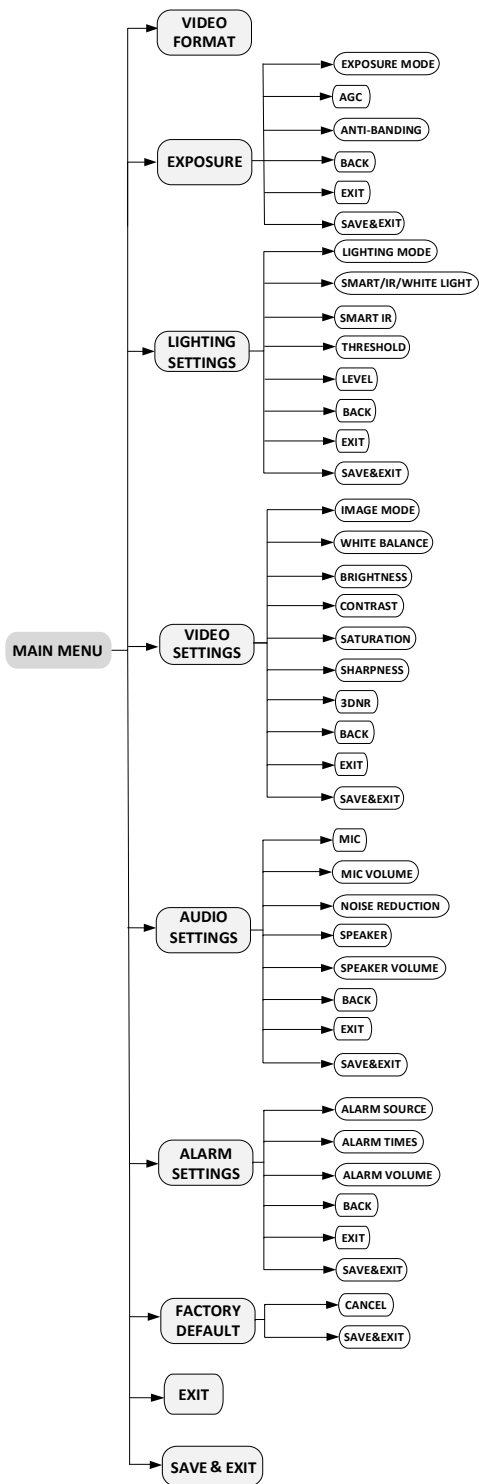 MAIN MENU
VIDEO
FORMAT
EXPOSURE
EXPOSURE MODE
AGC
ANTI-BANDING
BACK
EXIT
SAVE&EXIT
LIGHTING
SETTINGS
LIGHTING MODE
SMART/IR/WHITE LIGHT
SMART IR
THRESHOLD
LEVEL
BACK
EXIT
SAVE&EXIT
VIDEO
SETTINGS
IMAGE MODE
WHITE BALANCE
BRIGHTNESS
CONTRAST
SATURATION
SHARPNESS
3DNR
BACK
EXIT
SAVE&EXIT
AUDIO
SETTINGS
MIC
MIC VOLUME
NOISE REDUCTION
SPEAKER
SPEAKER VOLUME
BACK
EXIT
SAVE&EXIT
ALARM
SETTINGS
ALARM SOURCE
ALARM TIMES
ALARM VOLUME
BACK
EXIT
SAVE&EXIT
FACTORY
DEFAULT
CANCEL
SAVE&EXIT
EXIT
SAVE & EXIT